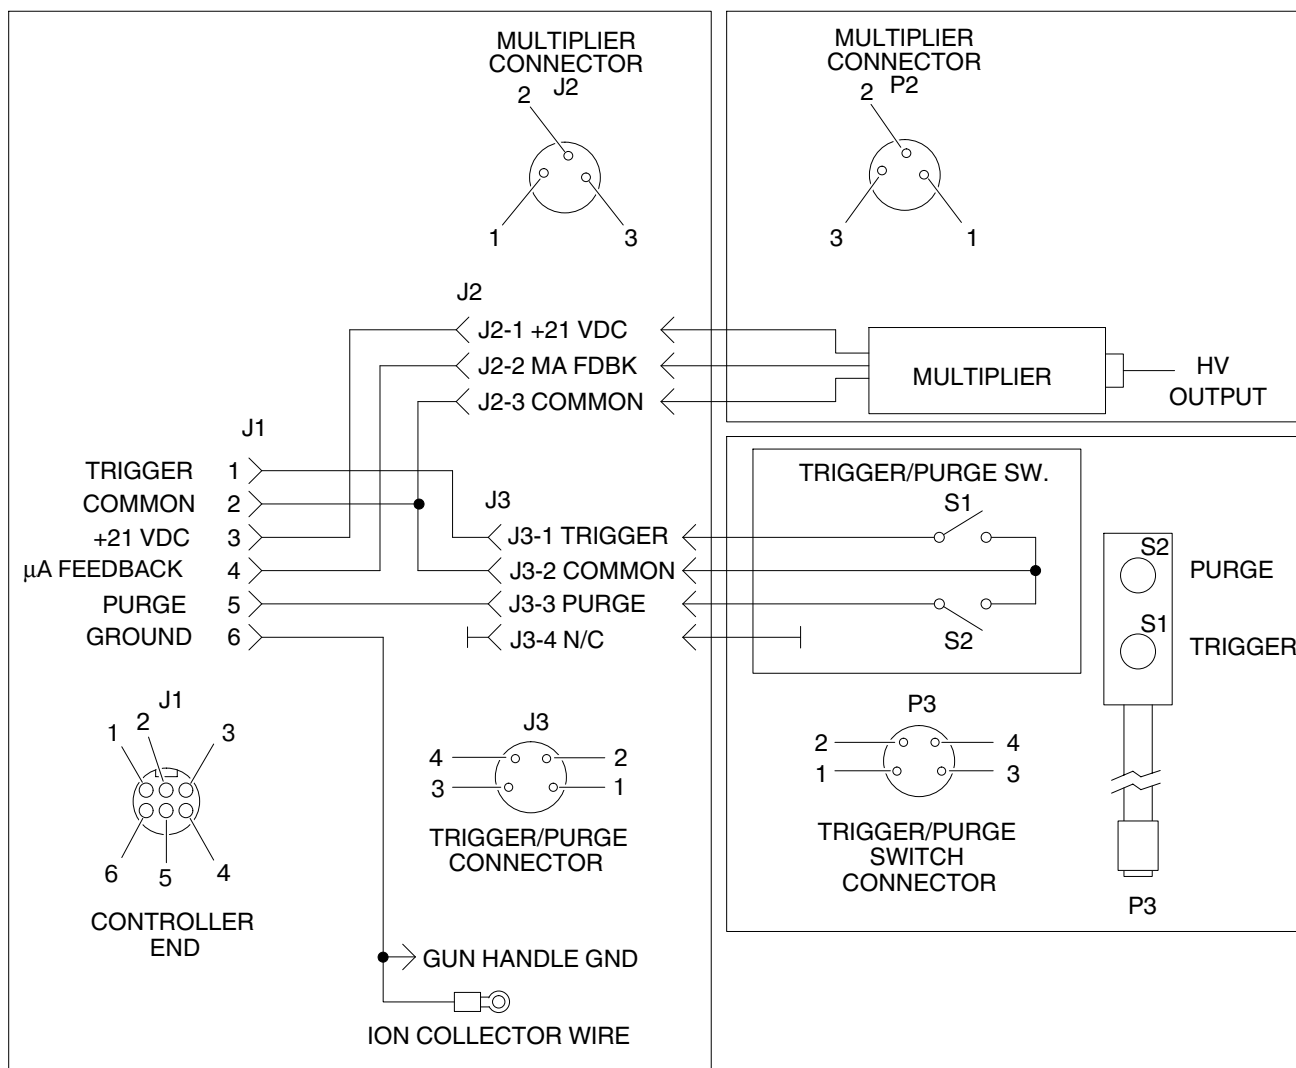 MULTIPLIER
CONNECTOR
J2
2
1
3
MULTIPLIER
CONNECTOR
P2
2
3
1
J2
J2-1 +21 VDC
J2-2 MA FDBK
J2-3 COMMON
MULTIPLIER
HV
OUTPUT
J1
TRIGGER 1
COMMON 2
+21 VDC 3
µA FEEDBACK 4
PURGE 5
GROUND 6
J3
J3-1 TRIGGER
J3-2 COMMON
J3-3 PURGE
J3-4 N/C
TRIGGER/PURGE SW.
S1
S2
S2
PURGE
S1
TRIGGER
J1
1
2
3
6
5
4
CONTROLLER
END
J3
4
2
3
1
TRIGGER/PURGE
CONNECTOR
P3
2
4
1
3
TRIGGER/PURGE
SWITCH
CONNECTOR
P3
GUN HANDLE GND
ION COLLECTOR WIRE